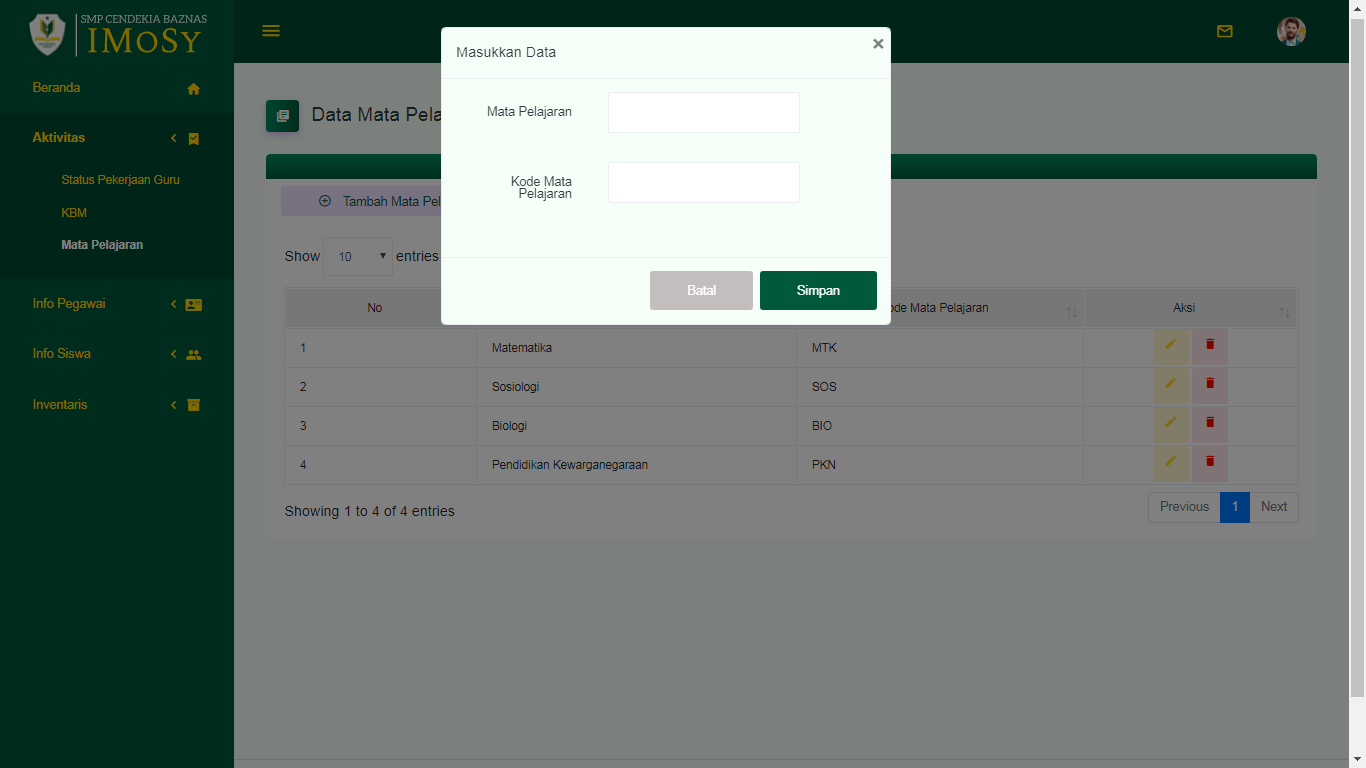 SMP CENDEKIA BAZNAS
IMoSy
Beranda
Aktivitas
Status Pekerjaan Guru
KBM
Mata Pelajaran
Info Pegawai
Info Siswa
Inventaris
Masukkan Data
×
Mata Pelajaran
Kode Mata
Pelajaran
Batal
Simpan
Data Mata Pela
Tambah Mata Pel
Show 10 entries
No
ode Mata Pelajaran
Aksi
1 Matematika MTK
2 Sosiologi SOS
3 Biologi BIO
4 Pendidikan Kewarganegaraan PKN
Showing 1 to 4 of 4 entries
Previous 1 Next